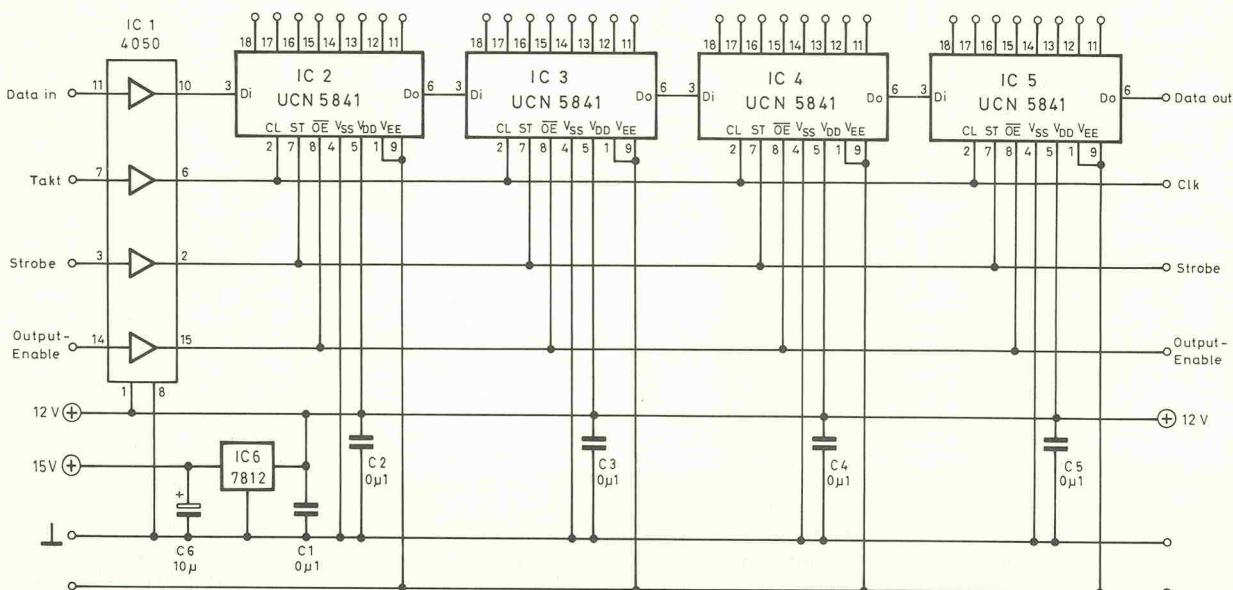 IC 1
4050
18 17 16 15 14 13 12 11
18 17 16 15 14 13 12 11
18 17 16 15 14 13 12 11
18 17 16 15 14 13 12 11
Data in
11
10
3
Di
IC 2
UCN 5841
Do
6
3
Di
IC 3
UCN 5841
Do
6
3
Di
IC 4
UCN 5841
Do
6
3
Di
IC 5
UCN 5841
Do
6
Data out
CL ST OE VSS VDD VEE
2 7 8 4 5 1 9
CL ST OE VSS VDD VEE
2 7 8 4 5 1 9
CL ST OE VSS VDD VEE
2 7 8 4 5 1 9
CL ST OE VSS VDD VEE
2 7 8 4 5 1 9
Takt
7
6
Clk
Strobe
3
2
Strobe
Output-
Enable
14
15
Output-
Enable
1
8
12 V
12 V
15V
IC6
7812
C2
0µ1
C3
0µ1
C4
0µ1
C5
0µ1
+
C6
10µ
C1
0µ1